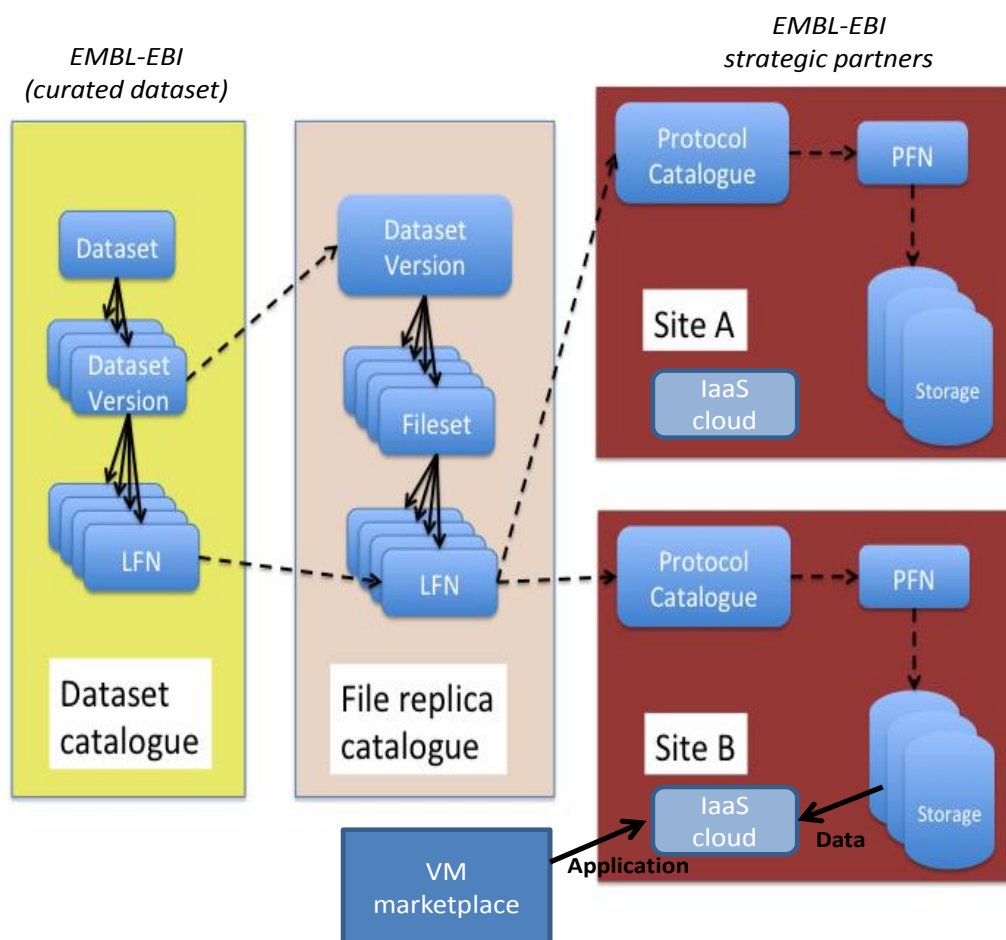 EMBL-EBI
(curated dataset)
EMBL-EBI
strategic partners
Dataset
Dataset
Version
LFN
Dataset
catalogue
Dataset
Version
Fileset
LFN
File replica
catalogue
Protocol
Catalogue
PFN
Site A
IaaS
cloud
Storage
Protocol
Catalogue
PFN
Site B
IaaS
cloud
Storage
Data
Application
VM
marketplace